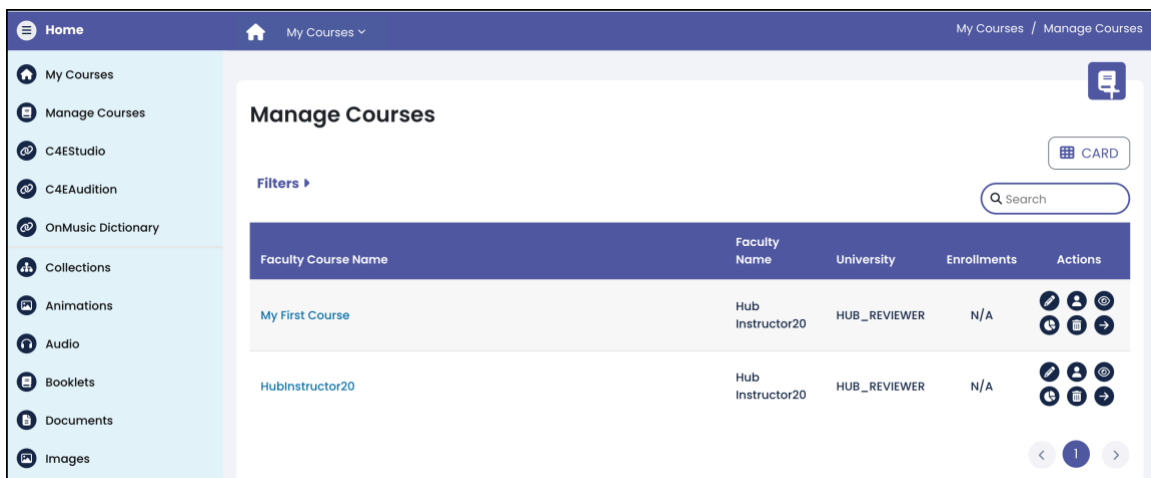 Home
My Courses
My Courses / Manage Courses
My Courses
Manage Courses
C4EStudio
C4EAudition
OnMusic Dictionary
Collections
Animations
Audio
Booklets
Documents
Images
Manage Courses
CARD
Filters
Search
Faculty Course Name Faculty Name University Enrollments Actions
My First Course Hub Instructor20 HUB_REVIEWER N/A
HubInstructor20 Hub Instructor20 HUB_REVIEWER N/A
1